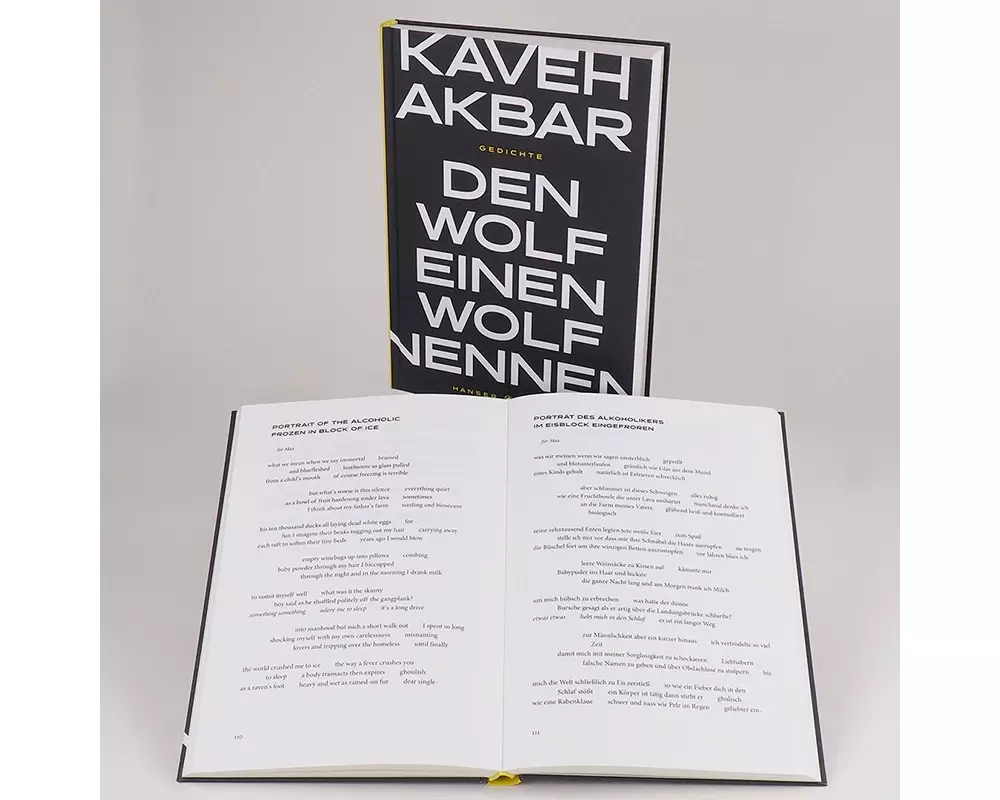 KAVEH
AKBAR
GEDICHTE
DEN
WOLF
EINEN
WOLF
NENNEN
HANSER
PORTRAIT OF THE ALCOHOLIC
FROZEN IN BLOCK OF ICE
für Max
what we mean when we say immortal bruised
and bluefleshed loathsome as glass pulled
from a child's mouth of course freezing is terrible
but what's worse is this silence everything quiet
as a bowl of fruit hardening under lava sometimes
I think about my father's farm sizzling and biosecure
his ten thousand ducks all laying dead white eggs for
fun I imagine their beaks tugging out my hair carrying away
each tuft to soften their tiny beds years ago I would blow
empty winebags up into pillows combing
baby powder through my hair I hiccupped
through the night and in the morning I drank milk
to vomit myself well what was it the skinny
boy said as he shuffled politely off the gangplank?
something something adore me to sleep it's a long drive
into manhood but such a short walk out I spent so long
shocking myself with my own carelessness misnaming
lovers and tripping over the homeless until finally
the world crushed me to ice the way a fever crushes you
to sleep a body transacts then expires ghoulish
as a raven's foot heavy and wet as rained-on fur dear single-
110
PORTRÄT DES ALKOHOLIKERS
IM EISBLOCK EINGEFROREN
für Max
was wir meinen wenn wir sagen unsterblich geprellt
und blutunterlaufen grässlich wie Glas aus dem Mund
eines Kinds geholt natürlich ist Erfrieren schrecklich
aber schlimmer ist dieses Schweigen alles ruhig
wie eine Fruchtbowle die unter Lava aushärtet manchmal denke ich
an die Farm meines Vaters glühend heiß und kontrolliert
biologisch
seine zehntausend Enten legten tote weiße Eier zum Spaß
stelle ich mir vor dass mir ihre Schnäbel die Haare ausrupfen sie tragen
die Büschel fort um ihre winzigen Betten auszustopfen vor Jahren blies ich
leere Weinsäcke zu Kissen auf kämmte mir
Babypuder ins Haar und hickste
die ganze Nacht lang und am Morgen trank ich Milch
um mich hübsch zu erbrechen was hatte der dünne
Bursche gesagt als er artig über die Landungsbrücke schlurfte?
etwas etwas liebt mich in den Schlaf es ist ein langer Weg
zur Männlichkeit aber ein kurzer hinaus ich vertrödelte so viel
Zeit
damit mich mit meiner Sorglosigkeit zu schockieren Liebhabern
falsche Namen zu geben und über Obdachlose zu stolpern bis
mich die Welt schließlich zu Eis zerstieß so wie ein Fieber dich in den
Schlaf stößt ein Körper ist tätig dann stirbt er ghulisch
wie eine Rabenklaue schwer und nass wie Pelz im Regen geliebter ein-
111